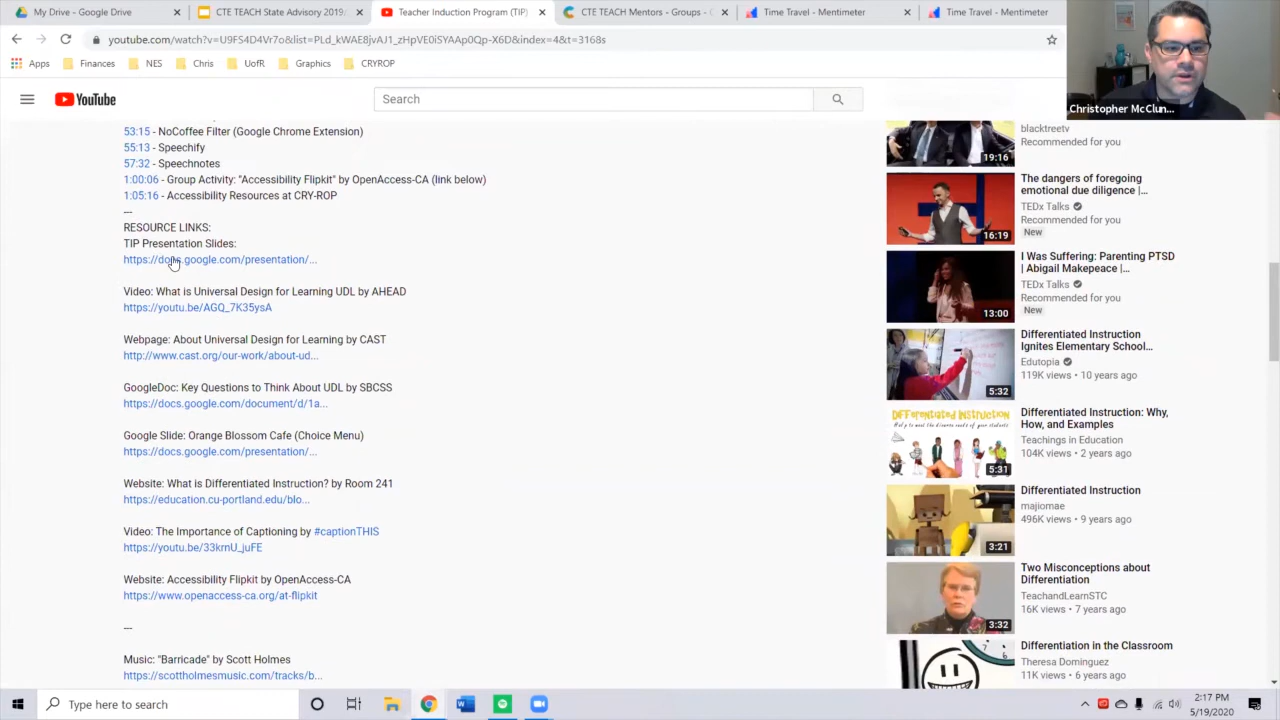 My Drive - Google Drive
CTE TEACH State Advisory 2019/
Teacher Induction Program (TIP)
CTE TEACH Mentors - Groups -
Time Travel - Mentimeter
Time Travel - Mentimeter
youtube.com/watch?v=U9FS4D4Vr7o&list=PLd_kWAE8jvAJ1_zHpVE0iSYAAp0Qp-X6D&index=4&t=3168s
Apps
Finances
NES
Chris
UofR
Graphics
CRYROP
Christopher McClun...
YouTube
Search
53:15 - NoCoffee Filter (Google Chrome Extension)
55:13 - Speechify
57:32 - Speechnotes
1:00:06 - Group Activity: "Accessibility Flipkit" by OpenAccess-CA (link below)
1:05:16 - Accessibility Resources at CRY-ROP
---
RESOURCE LINKS:
TIP Presentation Slides:
https://docs.google.com/presentation/...
Video: What is Universal Design for Learning UDL by AHEAD
https://youtu.be/AGQ_7K35ysA
Webpage: About Universal Design for Learning by CAST
http://www.cast.org/our-work/about-ud...
GoogleDoc: Key Questions to Think About UDL by SBCSS
https://docs.google.com/document/d/1a...
Google Slide: Orange Blossom Cafe (Choice Menu)
https://docs.google.com/presentation/...
Website: What is Differentiated Instruction? by Room 241
https://education.cu-portland.edu/blo...
Video: The Importance of Captioning by #captionTHIS
https://youtu.be/33krnU_juFE
Website: Accessibility Flipkit by OpenAccess-CA
https://www.openaccess-ca.org/at-flipkit
---
Music: "Barricade" by Scott Holmes
https://scottholmesmusic.com/tracks/b...
19:16
blacktreetv
Recommended for you
16:19
The dangers of foregoing
emotional due diligence |...
TEDx Talks
Recommended for you
New
13:00
I Was Suffering: Parenting PTSD
| Abigail Makepeace |...
TEDx Talks
Recommended for you
New
5:32
Differentiated Instruction
Ignites Elementary School...
Edutopia
119K views • 10 years ago
DIFFERENTIATED INSTRUCTION
Help to meet the diverse needs of your students
5:31
Differentiated Instruction: Why,
How, and Examples
Teachings in Education
104K views • 2 years ago
3:21
Differentiated Instruction
majiomae
496K views • 9 years ago
3:32
Two Misconceptions about
Differentiation
TeachandLearnSTC
16K views • 7 years ago
Differentiation in the Classroom
Theresa Dominguez
11K views • 6 years ago
Type here to search
2:17 PM
5/19/2020